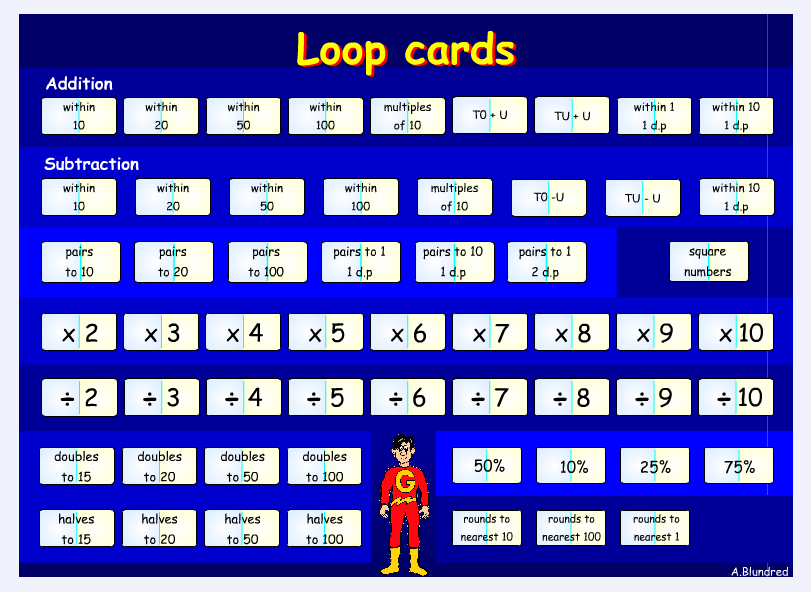 Loop cards
Addition
within within within within multiples T0 + U TU + U within 1 within 10
10 20 50 100 of 10 1 d.p 1 d.p
Subtraction
within within within within multiples T0 -U TU - U within 10
10 20 50 100 of 10 1 d.p
pairs pairs pairs pairs to 1 pairs to 10 pairs to 1 square
to 10 to 20 to 100 1 d.p 1 d.p 2 d.p numbers
x 2 x 3 x 4 x 5 x 6 x 7 x 8 x 9 x 10
÷ 2 ÷ 3 ÷ 4 ÷ 5 ÷ 6 ÷ 7 ÷ 8 ÷ 9 ÷ 10
doubles doubles doubles doubles 50% 10% 25% 75%
to 15 to 20 to 50 to 100
G
halves halves halves halves rounds to rounds to rounds to
to 15 to 20 to 50 to 100 nearest 10 nearest 100 nearest 1
A.Blundred